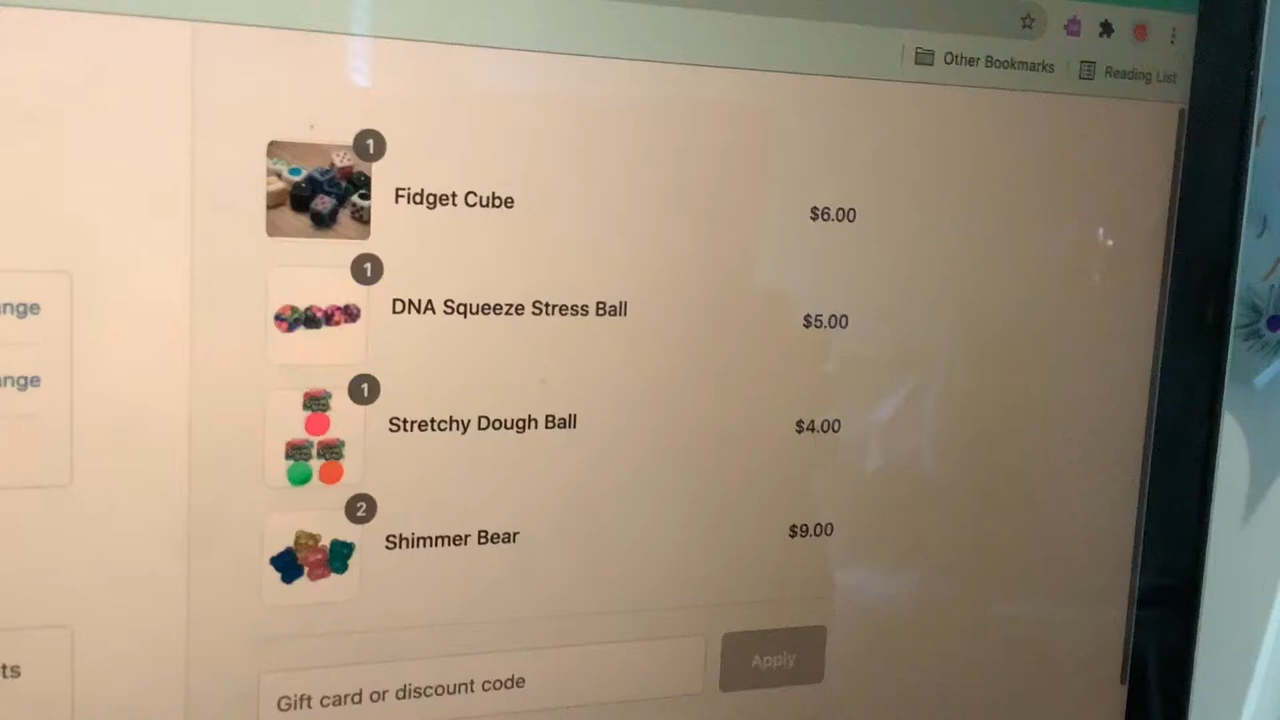 Other Bookmarks
Reading List
1
Fidget Cube
$6.00
1
DNA Squeeze Stress Ball
$5.00
nge
1
Stretchy Dough Ball
$4.00
nge
2
Shimmer Bear
$9.00
ts
Gift card or discount code
Apply